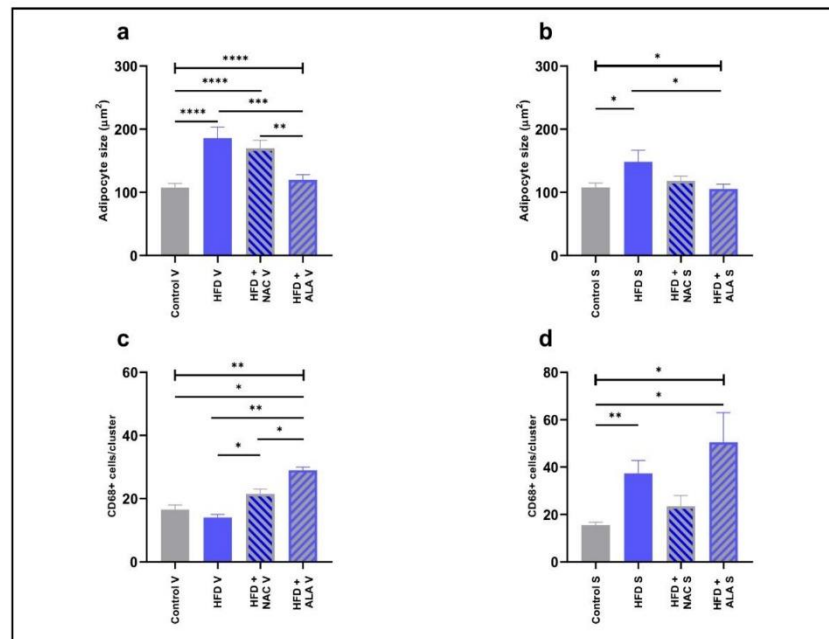 a
****
****
****
***
**
300
200
100
0
Adipocyte size (μm²)
Control V
HFD V
HFD +
NAC V
HFD +
ALA V
b
*
*
*
300
200
100
0
Adipocyte size (μm²)
Control S
HFD S
HFD +
NAC S
HFD +
ALA S
c
**
*
**
*
*
60
40
20
0
CD68+ cells/cluster
Control V
HFD V
HFD +
NAC V
HFD +
ALA V
d
*
*
**
80
60
40
20
0
CD68+ cells/cluster
Control S
HFD S
HFD +
NAC S
HFD +
ALA S